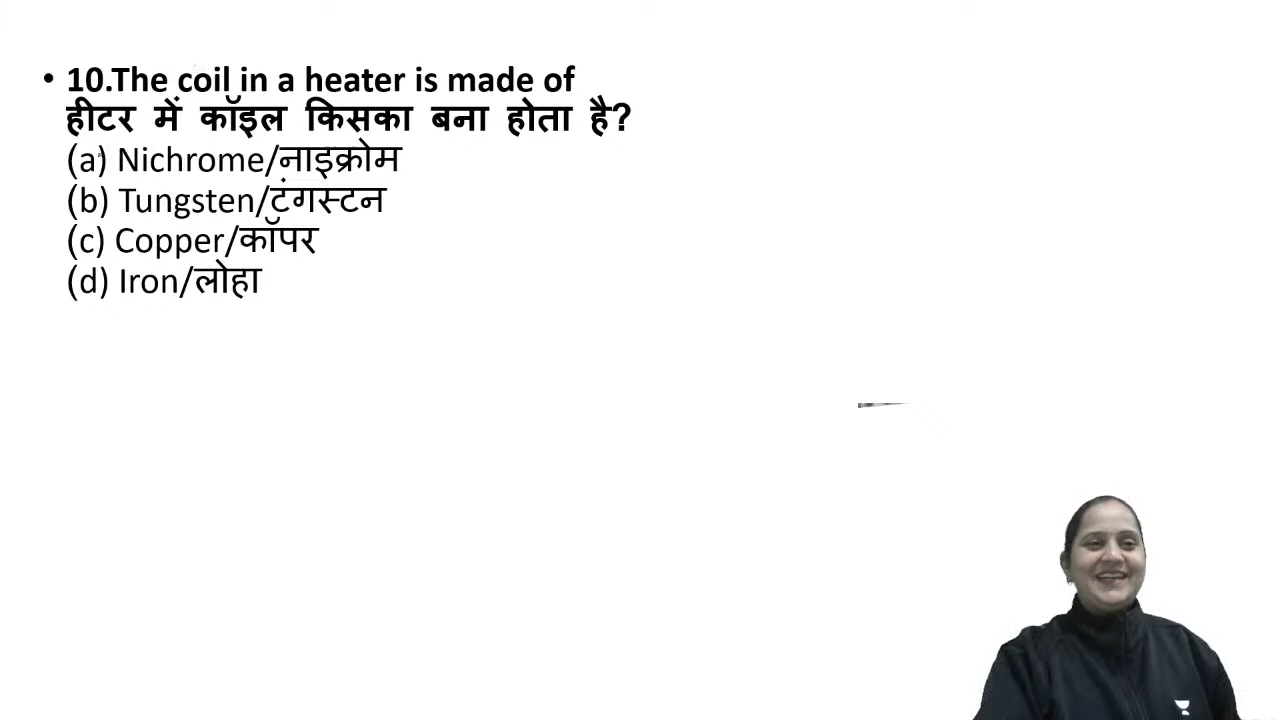 • 10.The coil in a heater is made of
हीटर में कॉइल किसका बना होता है?
(a) Nichrome/नाइक्रोम
(b) Tungsten/टंगस्टन
(c) Copper/कॉपर
(d) Iron/लोहा